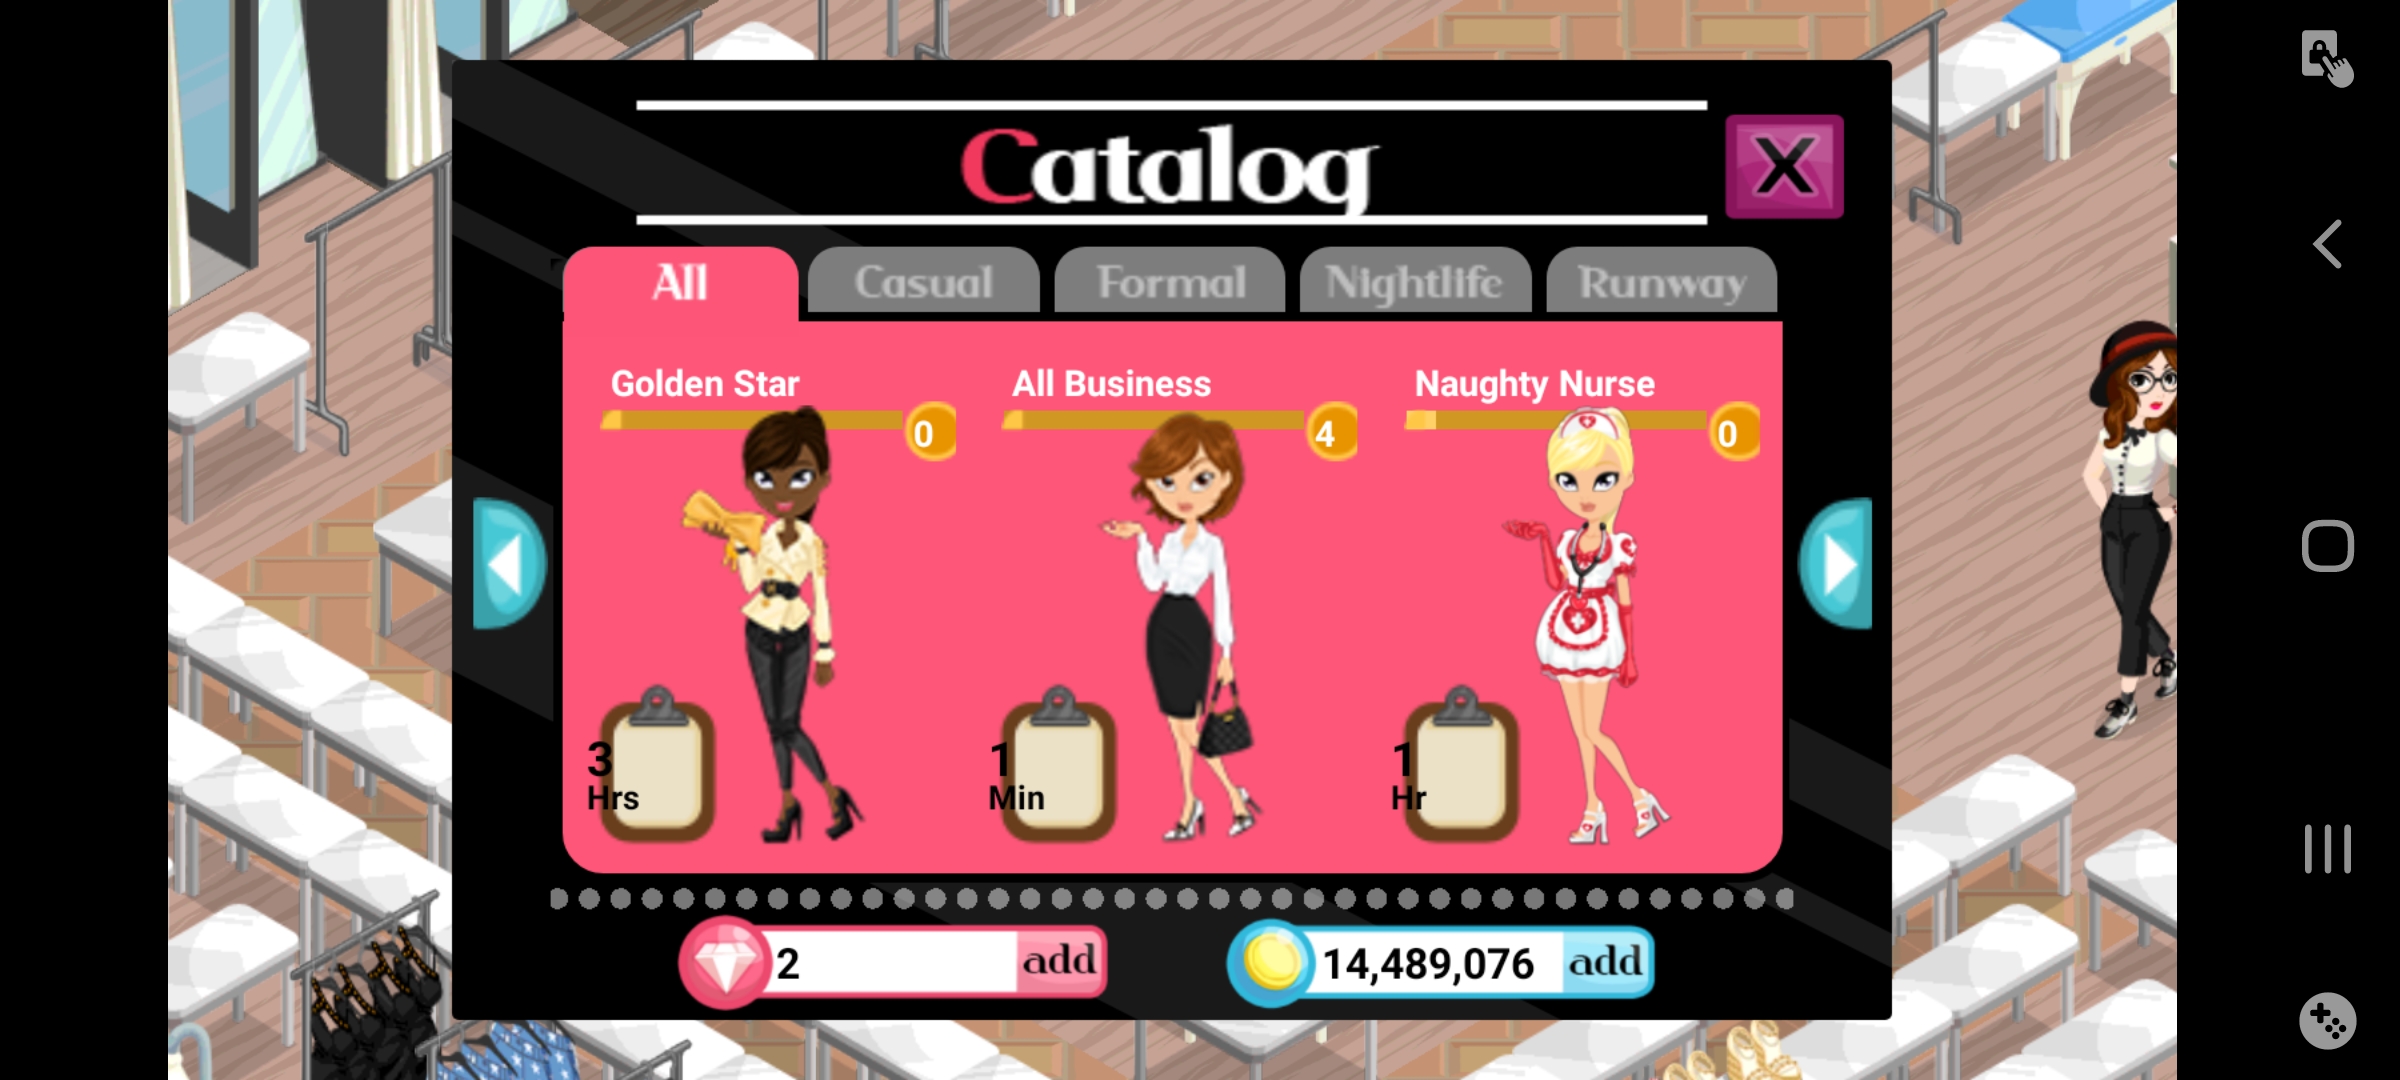 Catalog
X
All
Casual
Formal
Nightlife
Runway
Golden Star
0
All Business
4
Naughty Nurse
0
3
Hrs
1
Min
1
Hr
2
add
14,489,076
add